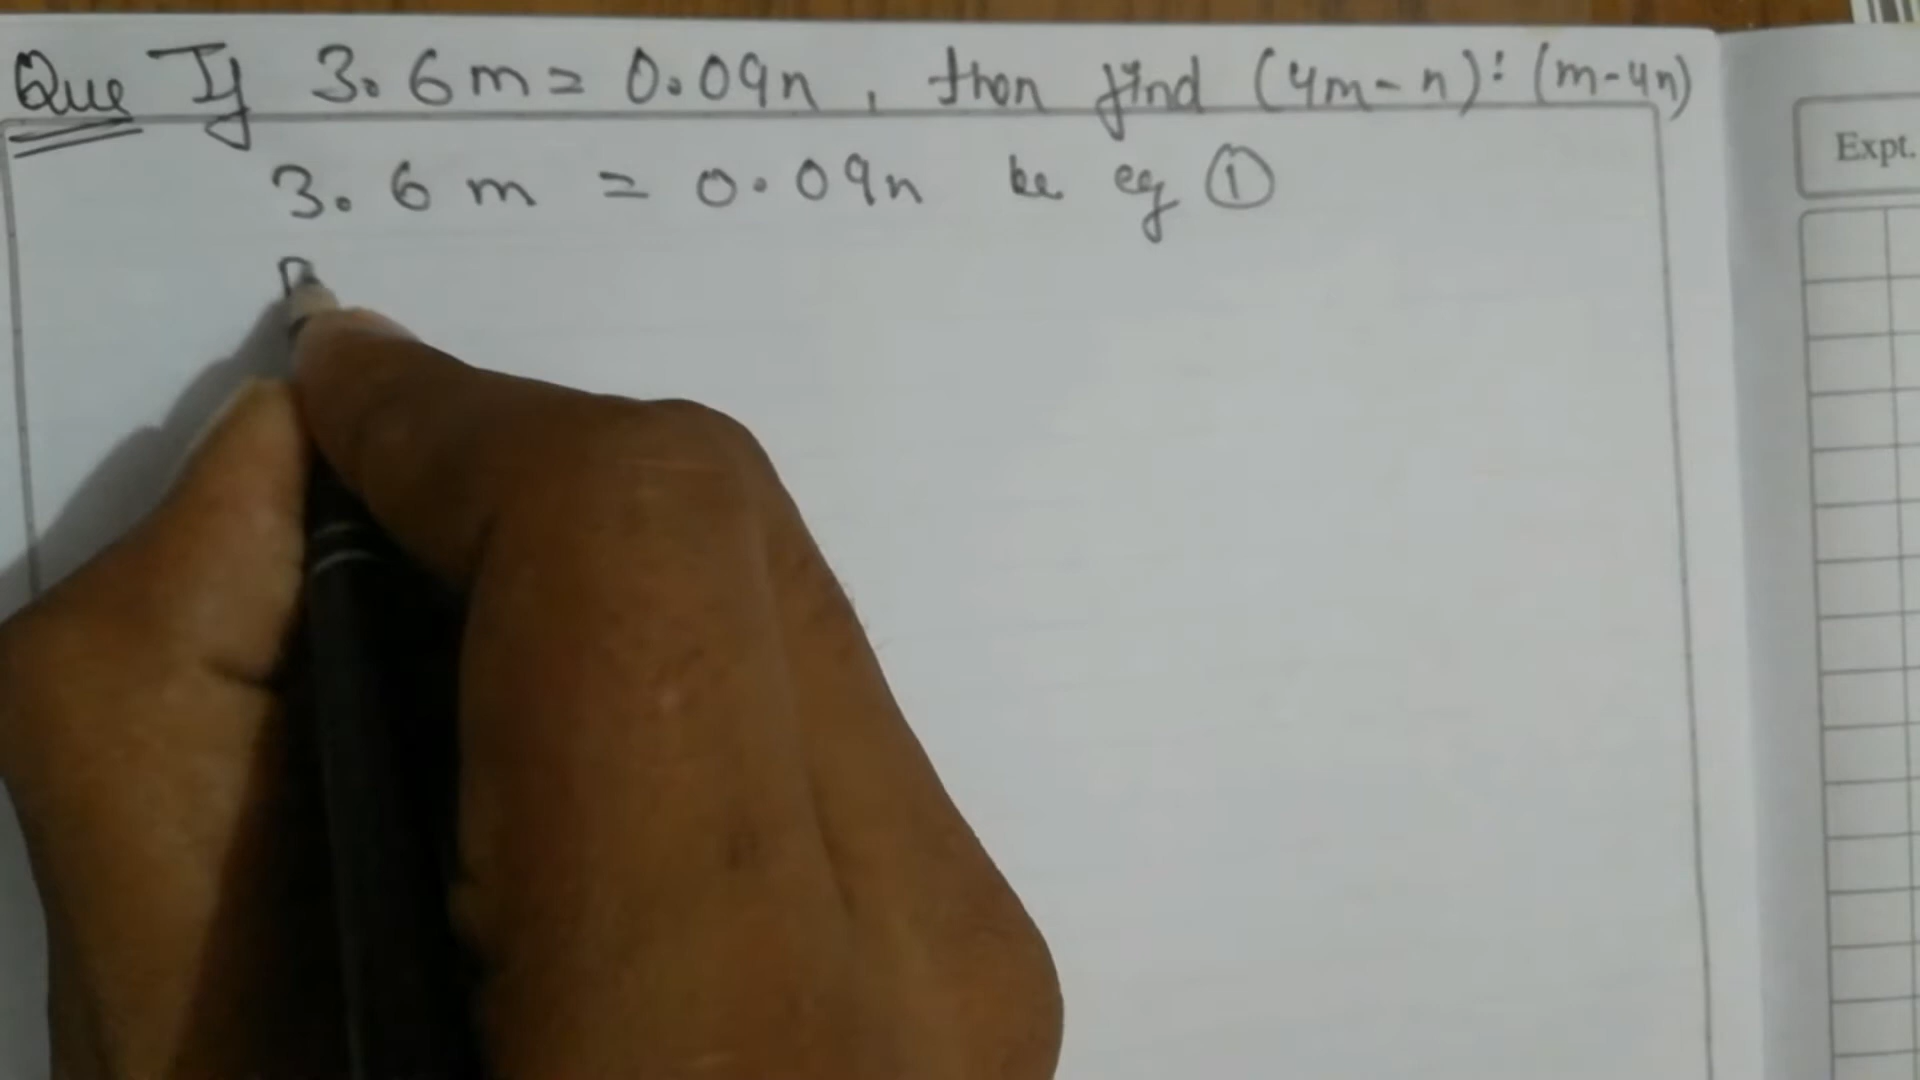 Que If 3.6m = 0.09n , then find (4m - n) : (m - 4n)
3.6 m = 0.09n be eq ①
Expt.